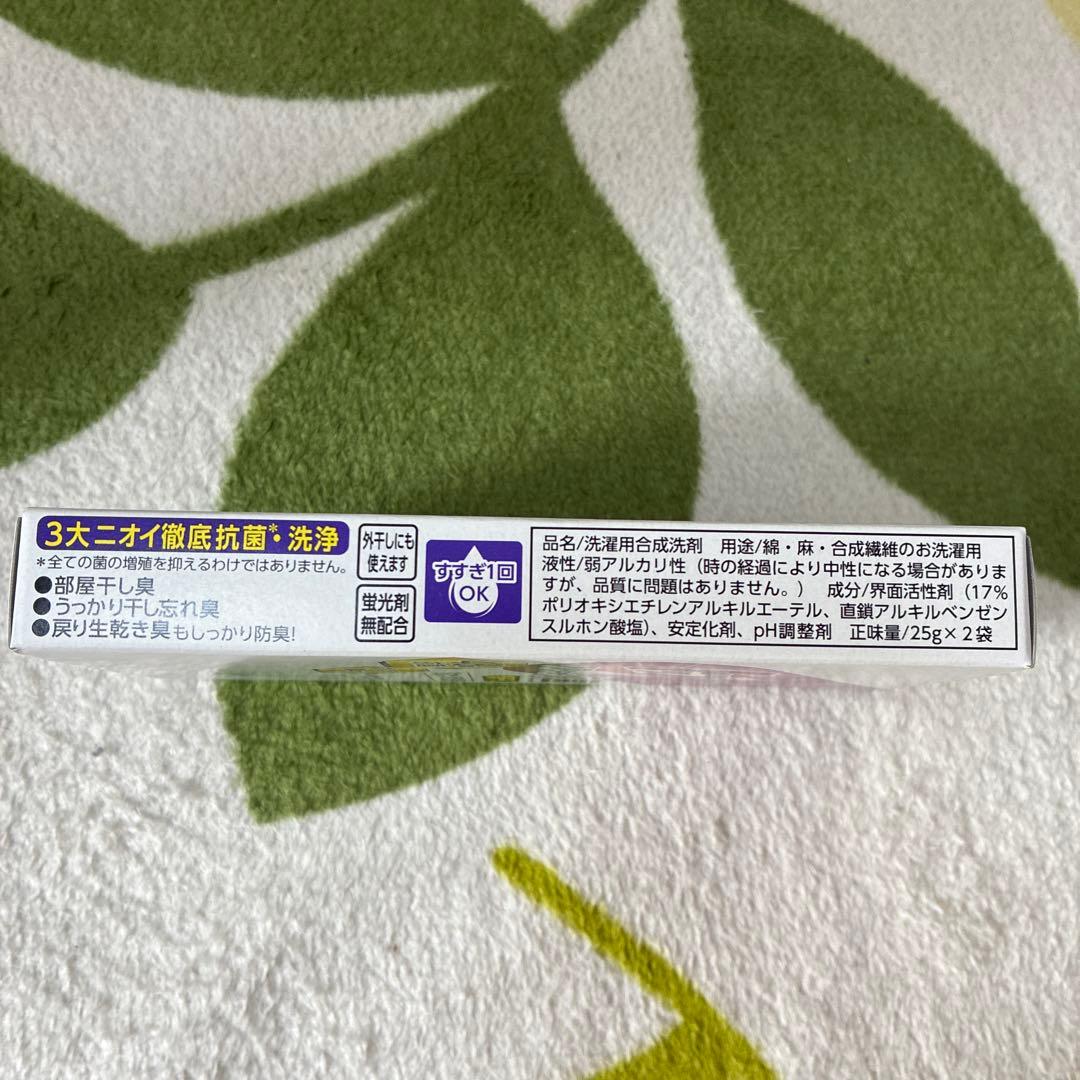 3大ニオイ徹底抗菌*・洗浄
*全ての菌の増殖を抑えるわけではありません。
●部屋干し臭
●うっかり干し忘れ臭
●戻り生乾き臭もしっかり防臭!
外干しにも
使えます
蛍光剤
無配合
すすぎ1回
OK
品名/洗濯用合成洗剤　用途/綿・麻・合成繊維のお洗濯用
液性/弱アルカリ性（時の経過により中性になる場合がありま
すが、品質に問題はありません。）　成分/界面活性剤（17%
ポリオキシエチレンアルキルエーテル、直鎖アルキルベンゼン
スルホン酸塩）、安定化剤、pH調整剤　正味量/25g×2袋